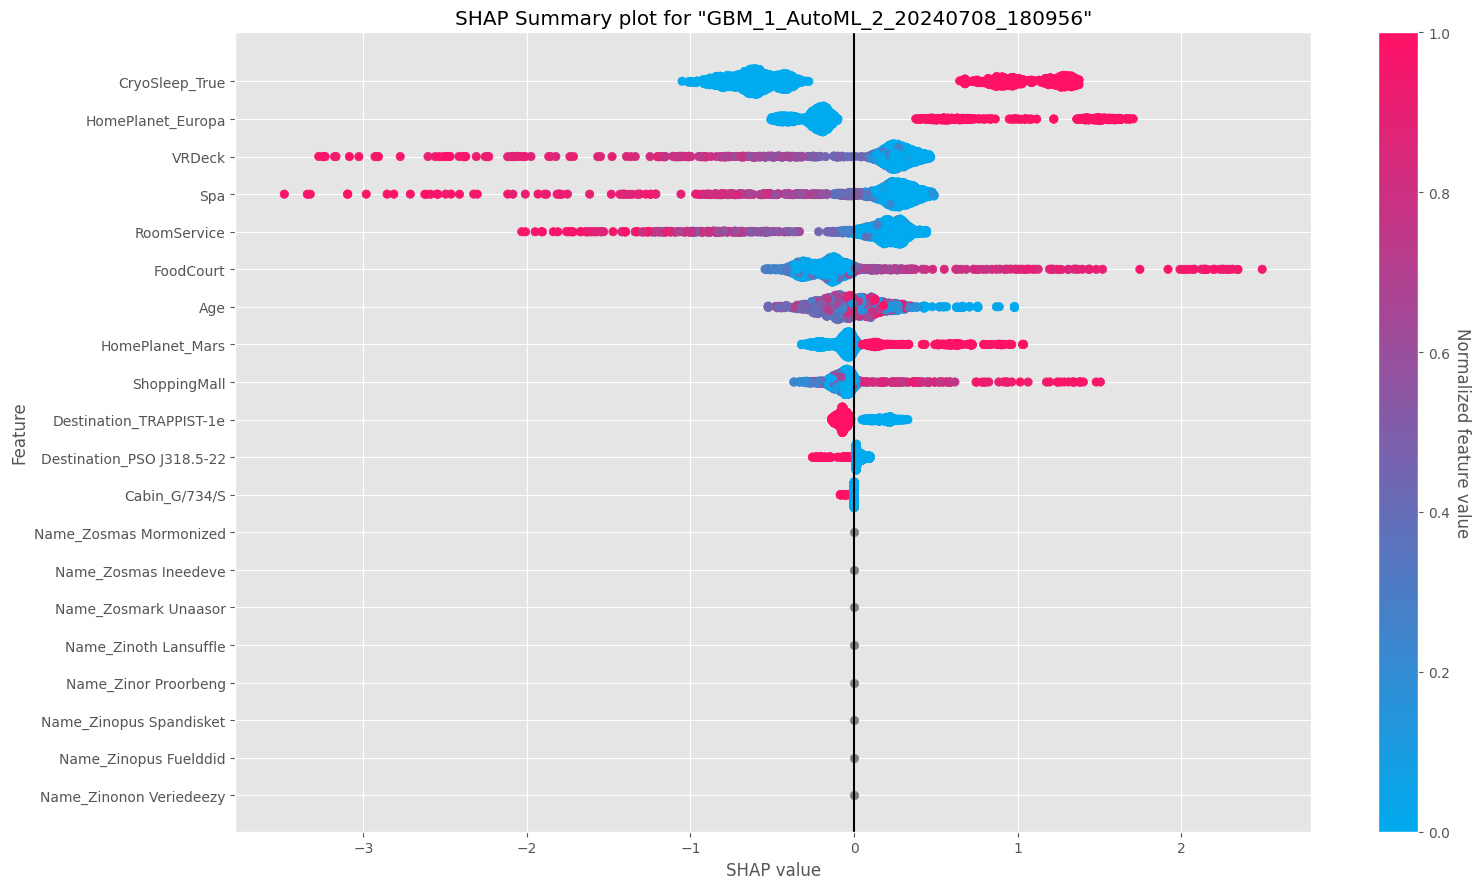 SHAP Summary plot for "GBM_1_AutoML_2_20240708_180956"
CryoSleep_True
HomePlanet_Europa
VRDeck
Spa
RoomService
FoodCourt
Age
HomePlanet_Mars
ShoppingMall
Destination_TRAPPIST-1e
Destination_PSO J318.5-22
Cabin_G/734/S
Name_Zosmas Mormonized
Name_Zosmas Ineedeve
Name_Zosmark Unaasor
Name_Zinoth Lansuffle
Name_Zinor Proorbeng
Name_Zinopus Spandisket
Name_Zinopus Fuelddid
Name_Zinonon Veriedeezy
Feature
−3 −2 −1 0 1 2
SHAP value
1.0
0.8
0.6
0.4
0.2
0.0
Normalized feature value